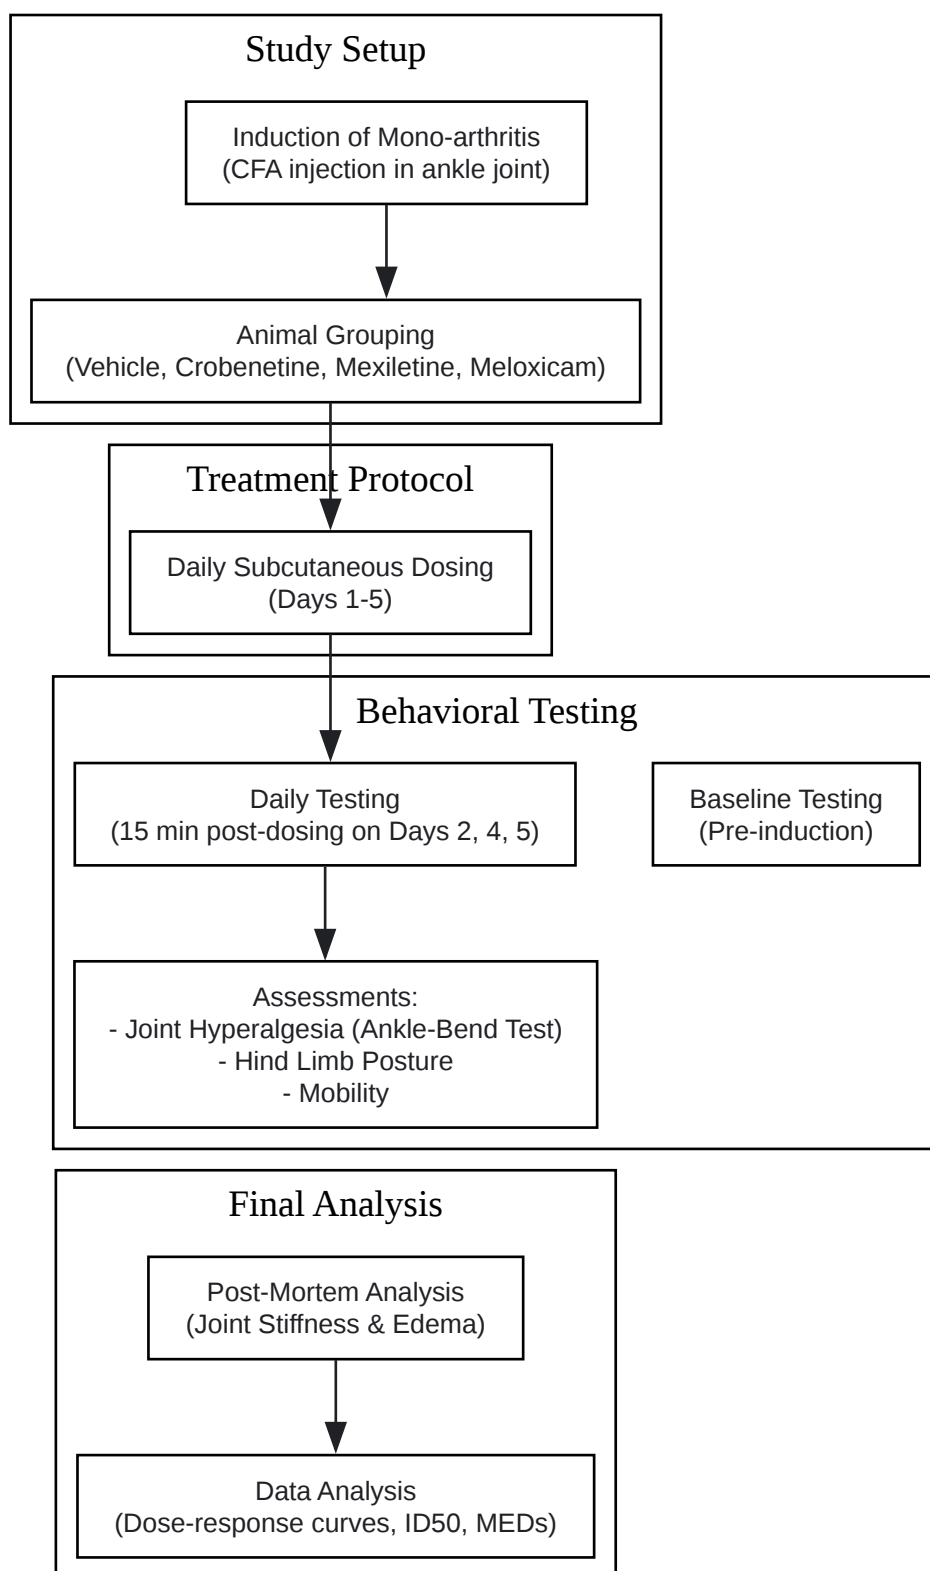 Study Setup
Induction of Mono-arthritis
(CFA injection in ankle joint)
Animal Grouping
(Vehicle, Crobenetine, Mexiletine, Meloxicam)
Treatment Protocol
Daily Subcutaneous Dosing
(Days 1-5)
Behavioral Testing
Daily Testing
(15 min post-dosing on Days 2, 4, 5)
Baseline Testing
(Pre-induction)
Assessments:
- Joint Hyperalgesia (Ankle-Bend Test)
- Hind Limb Posture
- Mobility
Final Analysis
Post-Mortem Analysis
(Joint Stiffness & Edema)
Data Analysis
(Dose-response curves, ID50, MEDs)